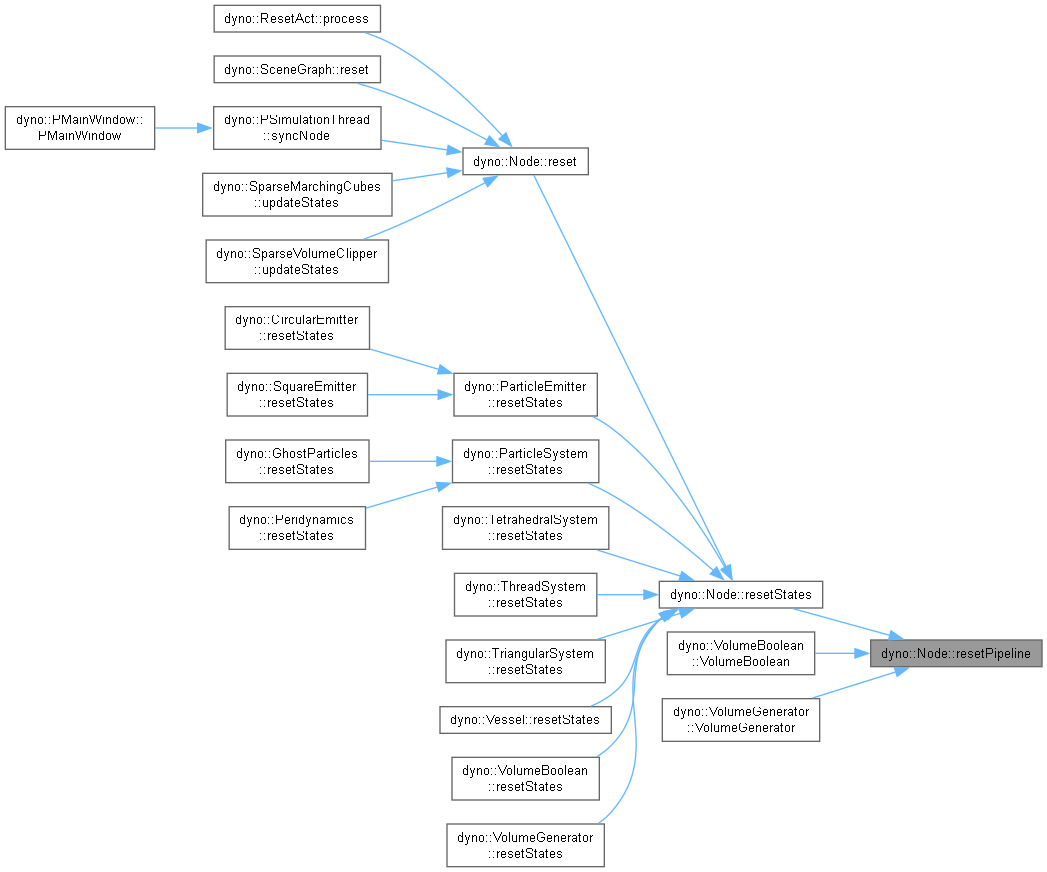 dyno::ResetAct::process
dyno::SceneGraph::reset
dyno::PMainWindow::
PMainWindow
dyno::PSimulationThread
::syncNode
dyno::Node::reset
dyno::SparseMarchingCubes
::updateStates
dyno::SparseVolumeClipper
::updateStates
dyno::CircularEmitter
::resetStates
dyno::SquareEmitter
::resetStates
dyno::ParticleEmitter
::resetStates
dyno::GhostParticles
::resetStates
dyno::ParticleSystem
::resetStates
dyno::Peridynamics
::resetStates
dyno::TetrahedralSystem
::resetStates
dyno::ThreadSystem
::resetStates
dyno::Node::resetStates
dyno::TriangularSystem
::resetStates
dyno::VolumeBoolean
::VolumeBoolean
dyno::Node::resetPipeline
dyno::Vessel::resetStates
dyno::VolumeGenerator
::VolumeGenerator
dyno::VolumeBoolean
::resetStates
dyno::VolumeGenerator
::resetStates